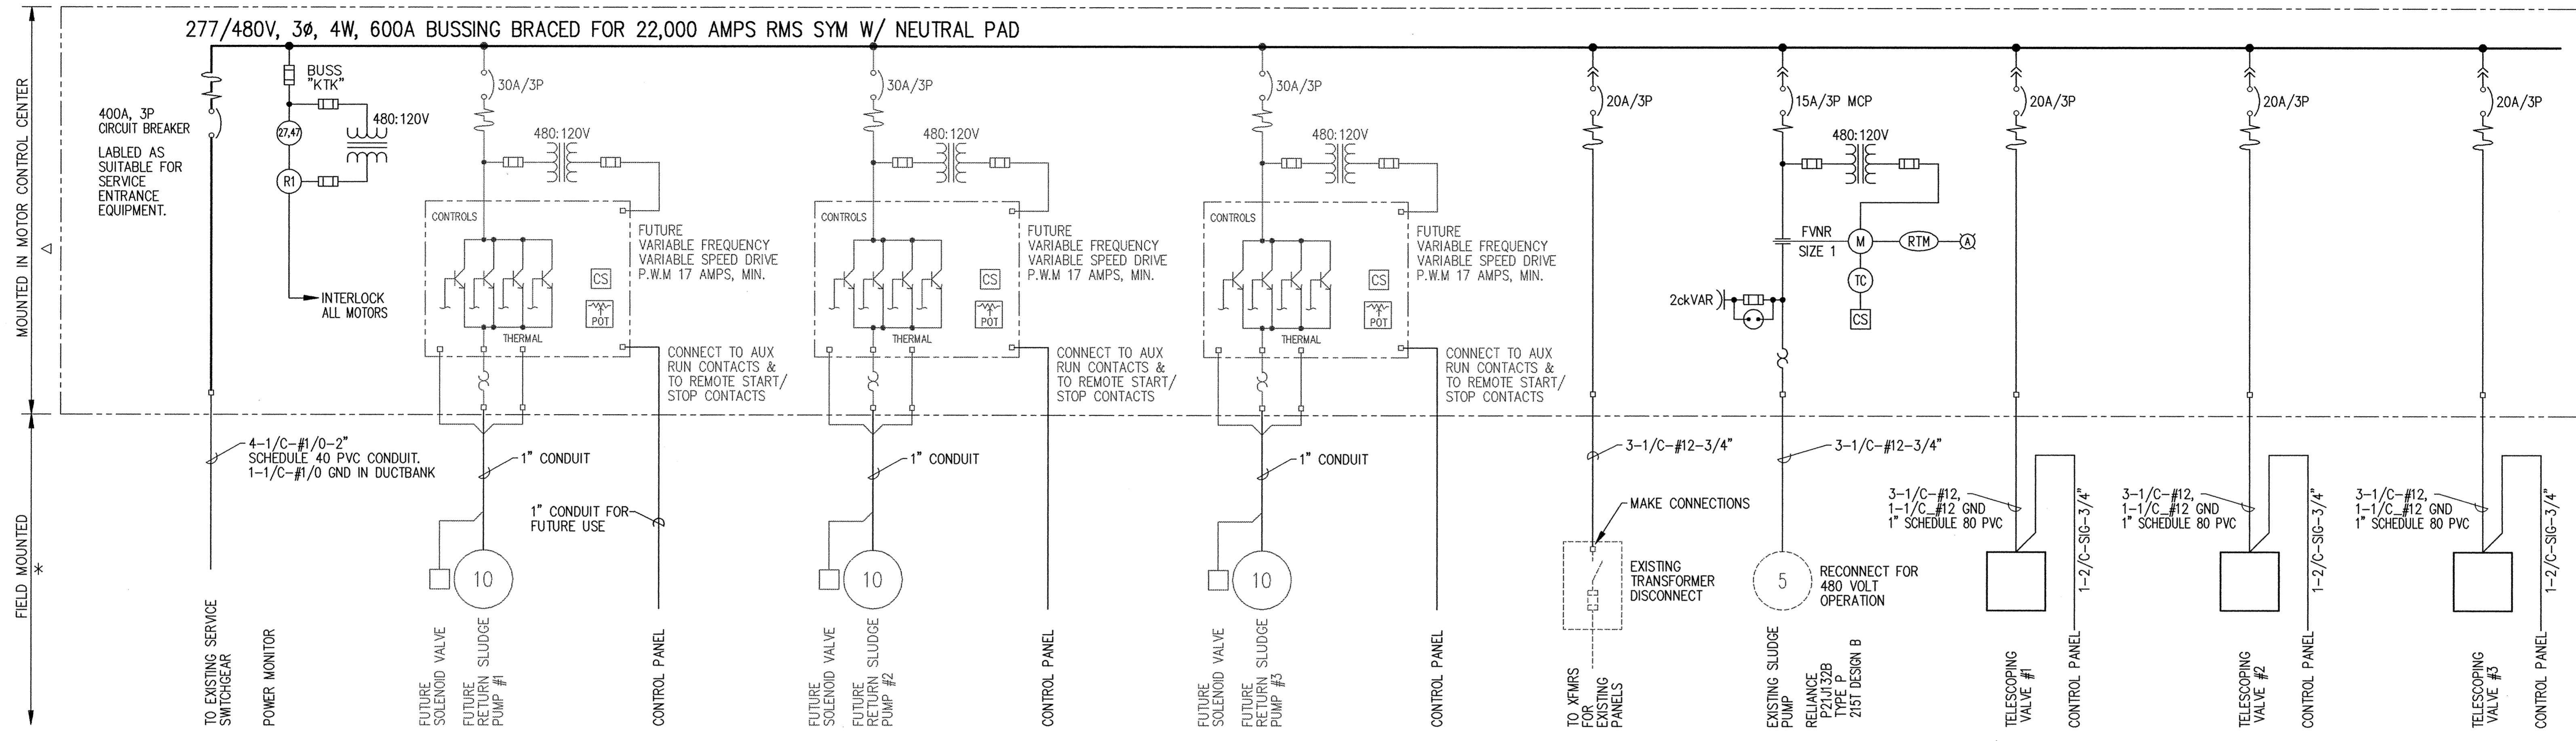 277/480V, 3ø, 4W, 600A BUSSING BRACED FOR 22,000 AMPS RMS SYM W/ NEUTRAL PAD
MOUNTED IN MOTOR CONTROL CENTER
FIELD MOUNTED
*
400A, 3P
CIRCUIT BREAKER
LABLED AS
SUITABLE FOR
SERVICE
ENTRANCE
EQUIPMENT.
BUSS
"KTK"
27,47
480:120V
R1
INTERLOCK
ALL MOTORS
4-1/C-#1/0-2"
SCHEDULE 40 PVC CONDUIT.
1-1/C-#1/0 GND IN DUCTBANK
TO EXISTING SERVICE
SWITCHGEAR
POWER MONITOR
30A/3P
480:120V
CONTROLS
CS
POT
THERMAL
FUTURE
VARIABLE FREQUENCY
VARIABLE SPEED DRIVE
P.W.M 17 AMPS, MIN.
CONNECT TO AUX
RUN CONTACTS &
TO REMOTE START/
STOP CONTACTS
1" CONDUIT
1" CONDUIT FOR
FUTURE USE
10
FUTURE
SOLENOID VALVE
FUTURE
RETURN SLUDGE
PUMP #1
CONTROL PANEL
30A/3P
480:120V
CONTROLS
CS
POT
THERMAL
FUTURE
VARIABLE FREQUENCY
VARIABLE SPEED DRIVE
P.W.M 17 AMPS, MIN.
CONNECT TO AUX
RUN CONTACTS &
TO REMOTE START/
STOP CONTACTS
1" CONDUIT
10
FUTURE
SOLENOID VALVE
FUTURE
RETURN SLUDGE
PUMP #2
CONTROL PANEL
30A/3P
480:120V
CONTROLS
CS
POT
THERMAL
FUTURE
VARIABLE FREQUENCY
VARIABLE SPEED DRIVE
P.W.M 17 AMPS, MIN.
CONNECT TO AUX
RUN CONTACTS &
TO REMOTE START/
STOP CONTACTS
1" CONDUIT
10
FUTURE
SOLENOID VALVE
FUTURE
RETURN SLUDGE
PUMP #3
CONTROL PANEL
20A/3P
3-1/C-#12-3/4"
MAKE CONNECTIONS
EXISTING
TRANSFORMER
DISCONNECT
TO XFMRS
FOR
EXISTING
PANELS
15A/3P MCP
480:120V
FVNR
SIZE 1
M
RTM
A
TC
CS
2ckVAR
3-1/C-#12-3/4"
5
RECONNECT FOR
480 VOLT
OPERATION
EXISTING SLUDGE
PUMP
RELIANCE
P21J132B
TYPE P
215T DESIGN B
20A/3P
3-1/C-#12,
1-1/C_#12 GND
1" SCHEDULE 80 PVC
1-2/C-SIG-3/4"
TELESCOPING
VALVE #1
CONTROL PANEL
20A/3P
3-1/C-#12,
1-1/C_#12 GND
1" SCHEDULE 80 PVC
1-2/C-SIG-3/4"
TELESCOPING
VALVE #2
CONTROL PANEL
20A/3P
3-1/C-#12,
1-1/C_#12 GND
1" SCHEDULE 80 PVC
1-2/C-SIG-3/4"
TELESCOPING
VALVE #3
CONTROL PANEL